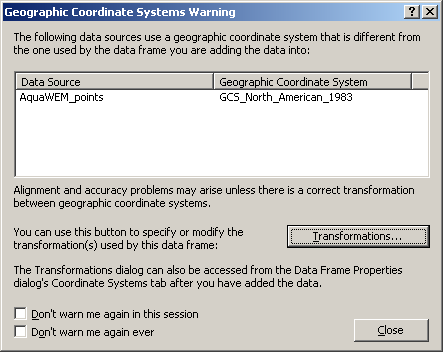 Geographic Coordinate Systems Warning
The following data sources use a geographic coordinate system that is different from
the one used by the data frame you are adding the data into:
Data Source Geographic Coordinate System
AquaWEM_points GCS_North_American_1983
Alignment and accuracy problems may arise unless there is a correct transformation
between geographic coordinate systems.
You can use this button to specify or modify the
transformation(s) used by this data frame:
Transformations...
The Transformations dialog can also be accessed from the Data Frame Properties
dialog's Coordinate Systems tab after you have added the data.
Don't warn me again in this session
Don't warn me again ever
Close